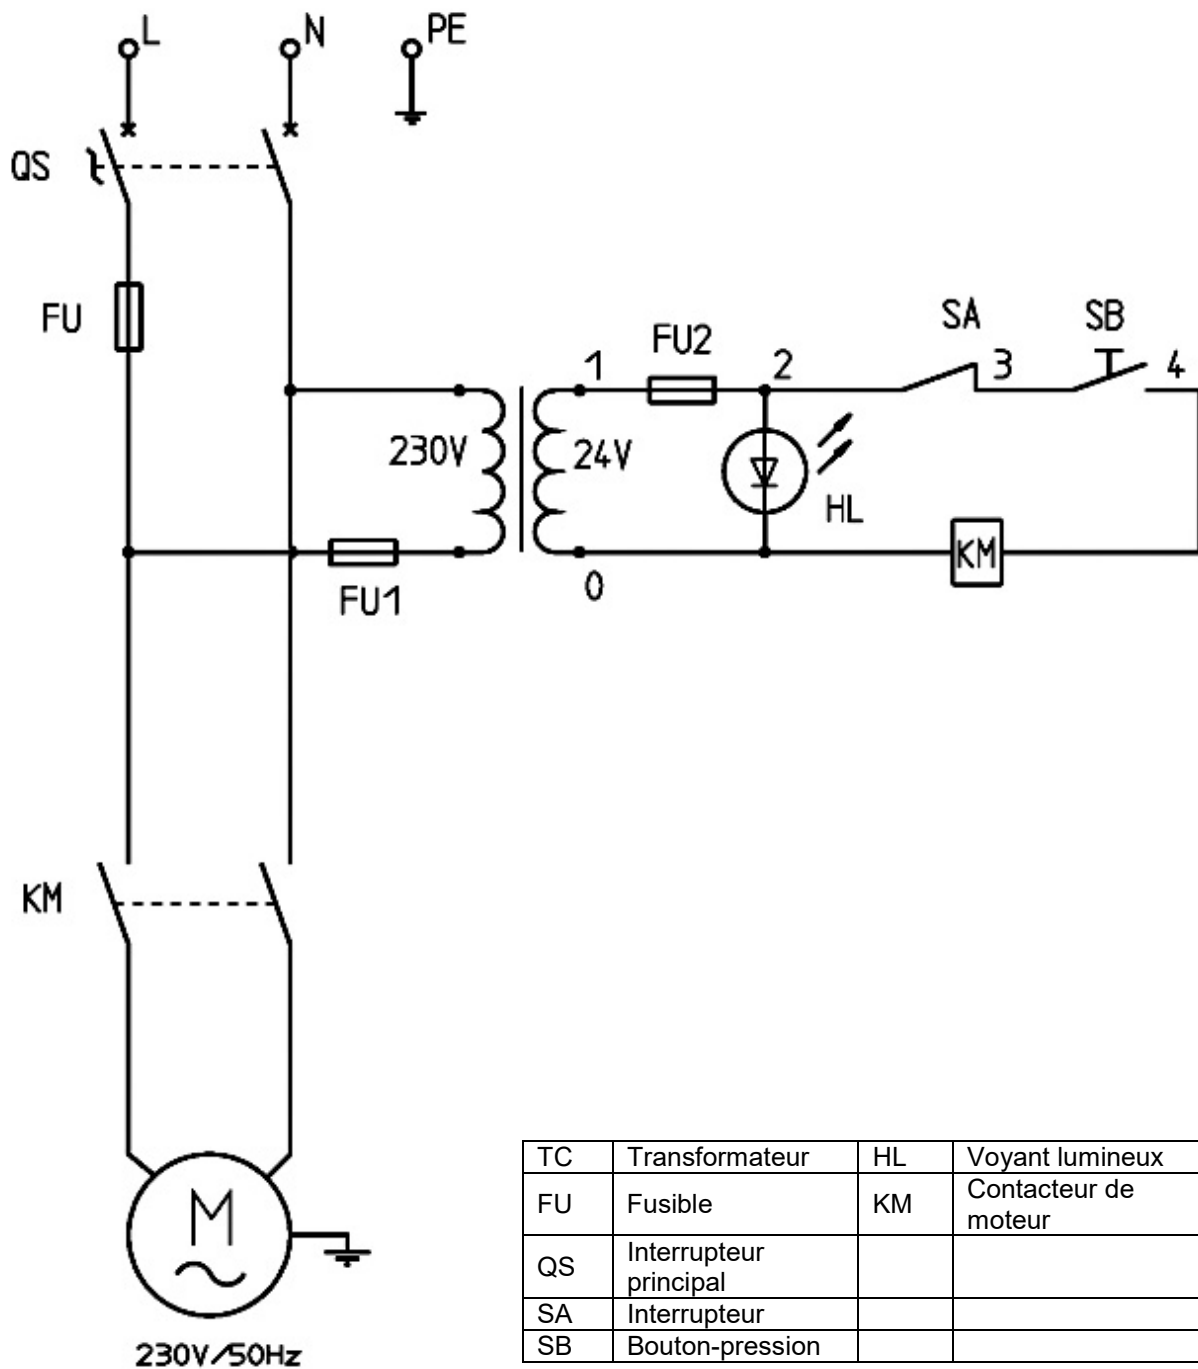 L N PE
QS
FU
SA SB
FU2
1 2 3 4
230V 24V
HL
KM
FU1 0
KM
M
230V/50Hz
TC Transformateur HL Voyant lumineux
FU Fusible KM Contacteur de
moteur
QS Interrupteur
principal
SA Interrupteur
SB Bouton-pression